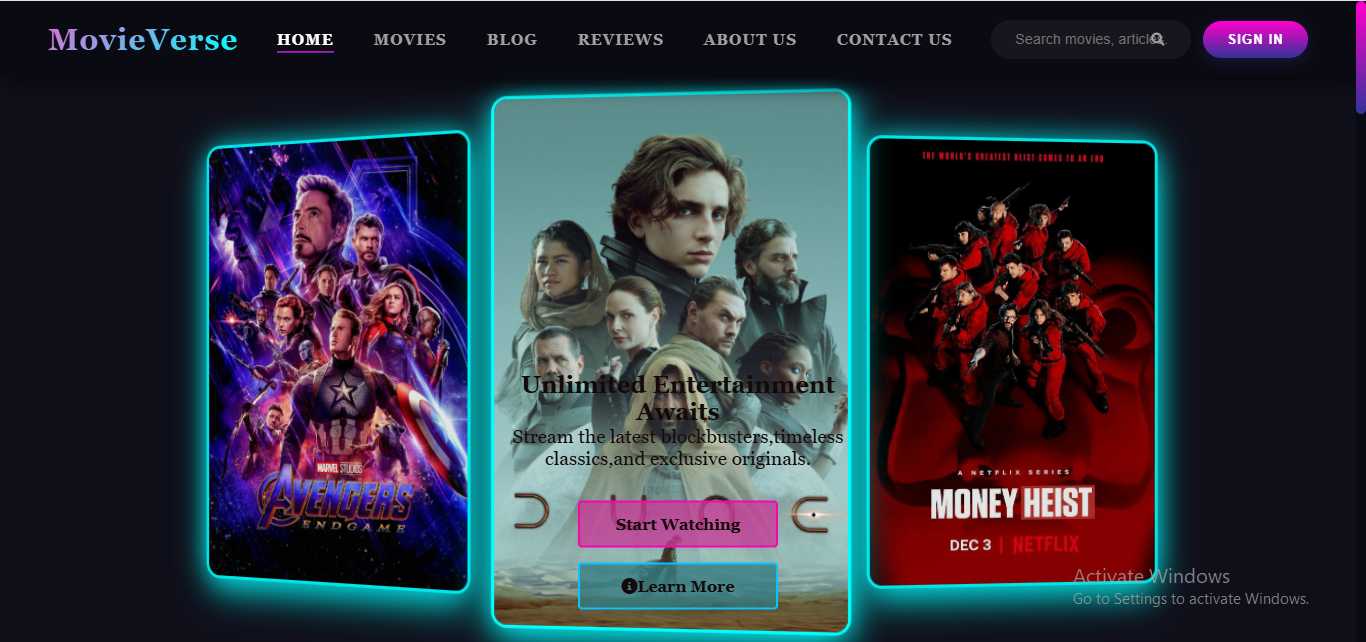 MovieVerse HOME MOVIES BLOG REVIEWS ABOUT US CONTACT US Search movies, articles. SIGN IN
MARVEL STUDIOS
AVENGERS
ENDGAME
Unlimited Entertainment
Awaits
Stream the latest blockbusters,timeless
classics,and exclusive originals.
Start Watching
Learn More
THE WORLD'S GREATEST HEIST COMES TO AN END
A NETFLIX SERIES
MONEY HEIST
DEC 3 | NETFLIX
Activate Windows
Go to Settings to activate Windows.